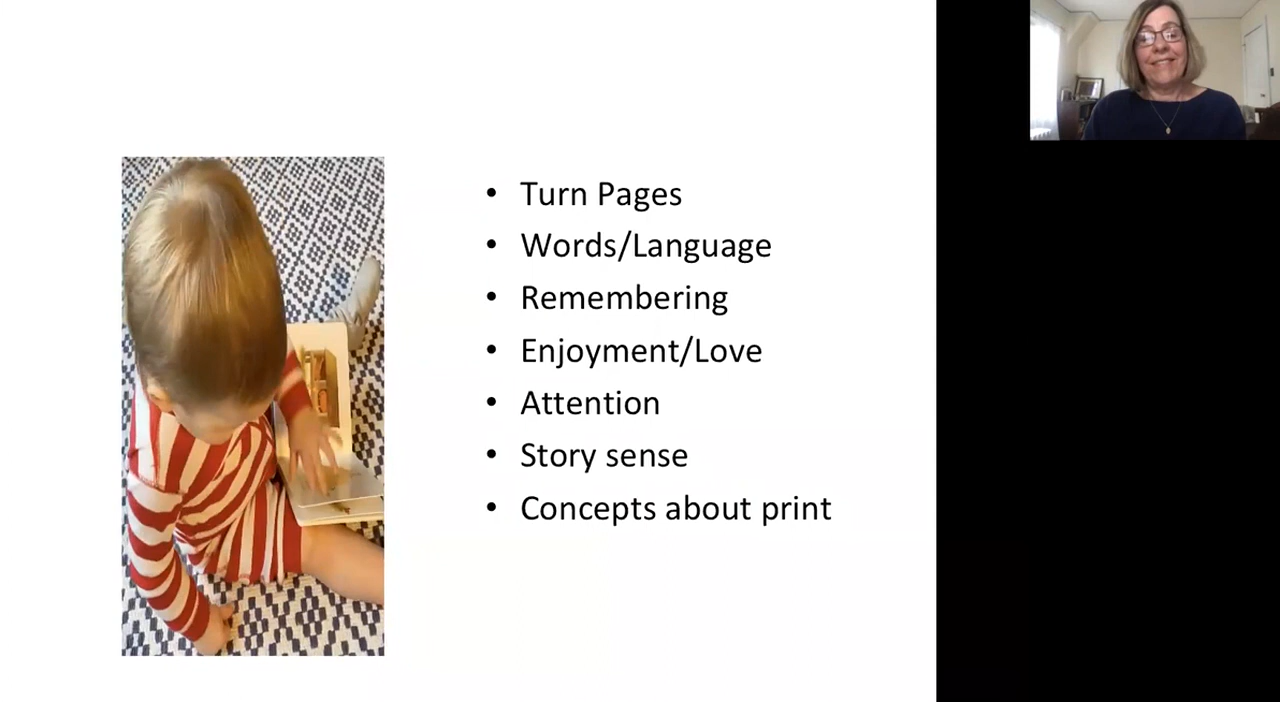 • Turn Pages
• Words/Language
• Remembering
• Enjoyment/Love
• Attention
• Story sense
• Concepts about print